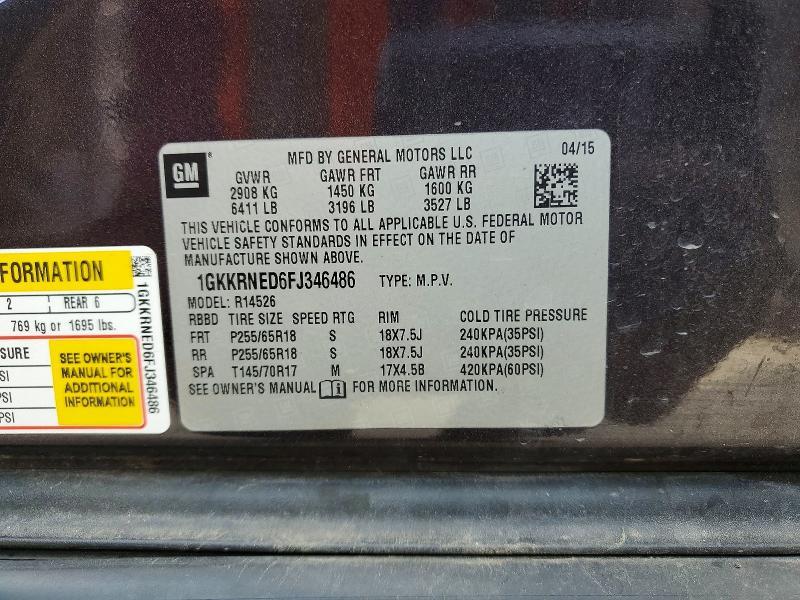 GM ®
MFD BY GENERAL MOTORS LLC 04/15
GVWR GAWR FRT GAWR RR
2908 KG 1450 KG 1600 KG
6411 LB 3196 LB 3527 LB
THIS VEHICLE CONFORMS TO ALL APPLICABLE U.S. FEDERAL MOTOR
VEHICLE SAFETY STANDARDS IN EFFECT ON THE DATE OF
MANUFACTURE SHOWN ABOVE.
1GKKRNED6FJ346486 TYPE: M.P.V.
MODEL: R14526
RBBD TIRE SIZE SPEED RTG RIM COLD TIRE PRESSURE
FRT P255/65R18 S 18X7.5J 240KPA(35PSI)
RR P255/65R18 S 18X7.5J 240KPA(35PSI)
SPA T145/70R17 M 17X4.5B 420KPA(60PSI)
SEE OWNER'S MANUAL FOR MORE INFORMATION.
FORMATION
2 REAR 6
769 kg or 1695 lbs.
SURE
SI
PSI
PSI
SEE OWNER'S
MANUAL FOR
ADDITIONAL
INFORMATION
1GKKRNED6FJ346486